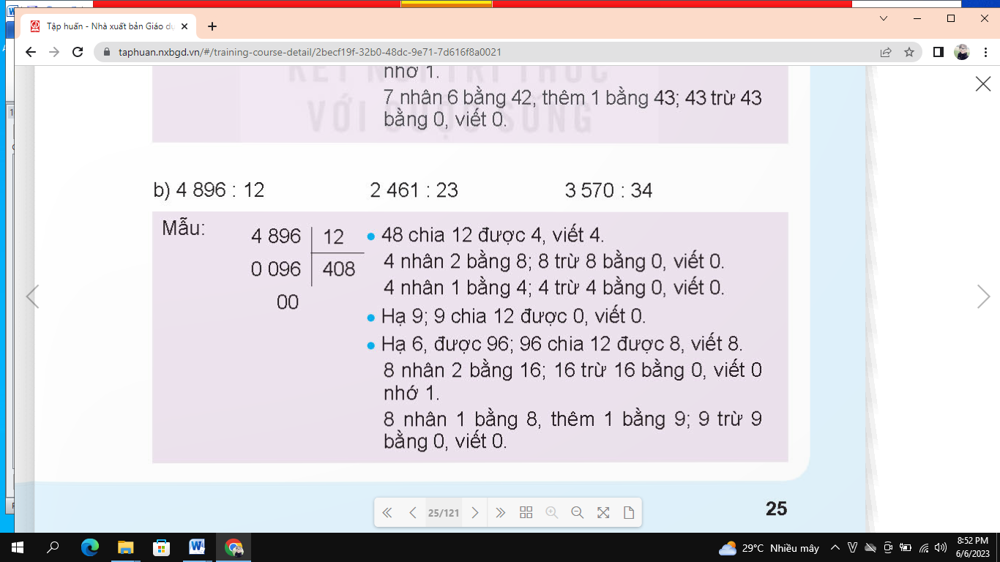 Tập huấn - Nhà xuất bản Giáo dụ
taphuan.nxbgd.vn/#/training-course-detail/2becf19f-32b0-48dc-9e71-7d616f8a0021
KẾT NỐI TRI THỨC
VỚI CUỘC SỐNG
nhớ 1.
7 nhân 6 bằng 42, thêm 1 bằng 43; 43 trừ 43
bằng 0, viết 0.
b) 4 896 : 12 2 461 : 23 3 570 : 34
Mẫu:
4 896 12
0 096 408
00
• 48 chia 12 được 4, viết 4.
4 nhân 2 bằng 8; 8 trừ 8 bằng 0, viết 0.
4 nhân 1 bằng 4; 4 trừ 4 bằng 0, viết 0.
• Hạ 9; 9 chia 12 được 0, viết 0.
• Hạ 6, được 96; 96 chia 12 được 8, viết 8.
8 nhân 2 bằng 16; 16 trừ 16 bằng 0, viết 0
nhớ 1.
8 nhân 1 bằng 8, thêm 1 bằng 9; 9 trừ 9
bằng 0, viết 0.
25/121
25
29°C Nhiều mây
8:52 PM
6/6/2023